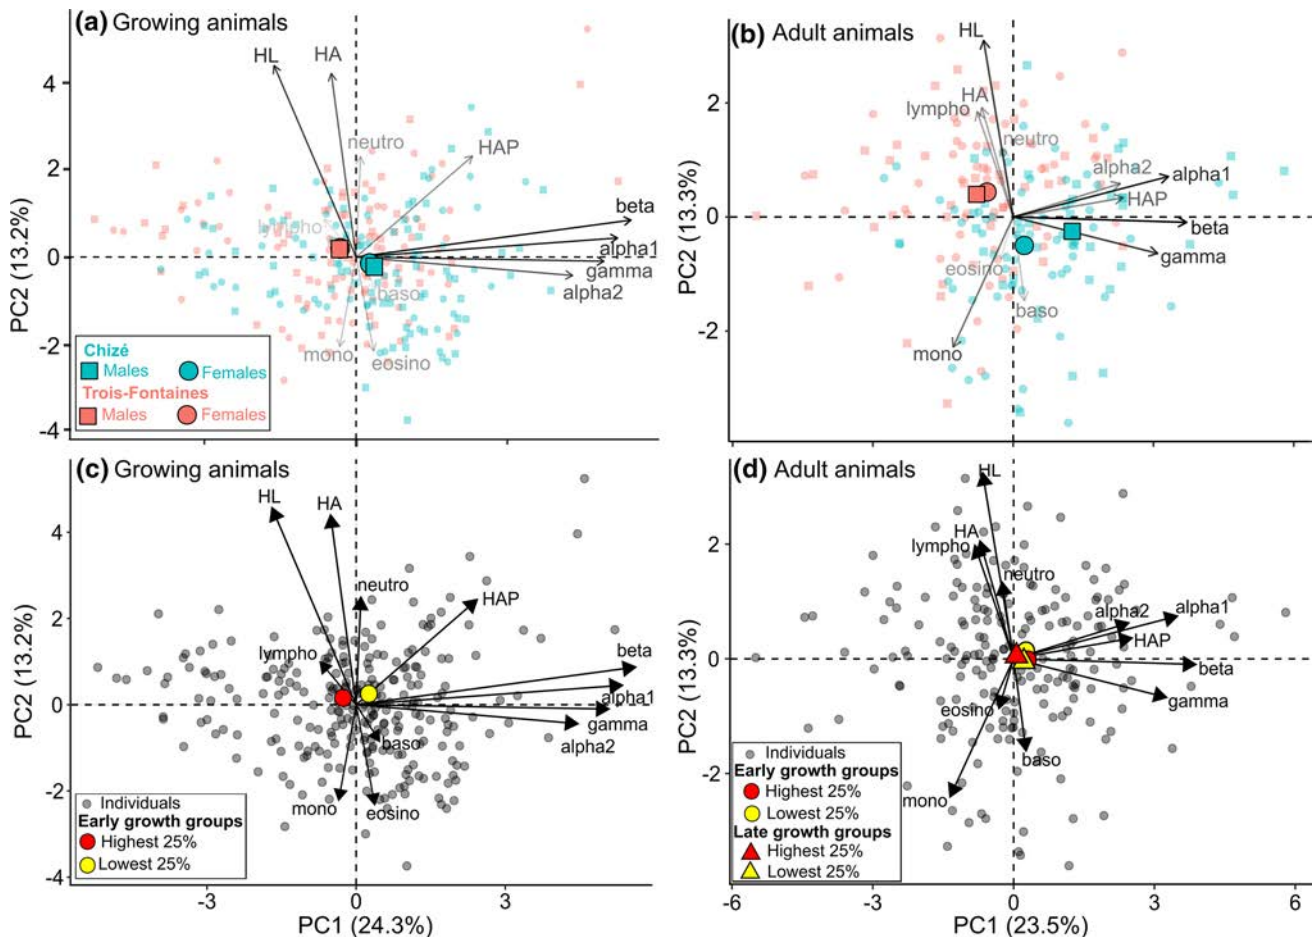 (a) Growing animals
HL
HA
4
neutro
2
HAP
lympho
beta
0
alpha1
gamma
alpha2
baso
mono
eosino
-2
-4
PC2 (13.2%)
Chizé
Males
Females
Trois-Fontaines
Males
Females
(b) Adult animals
HL
HA
lympho
2
neutro
alpha2
alpha1
HAP
0
beta
gamma
eosino
baso
-2
mono
PC2 (13.3%)
(c) Growing animals
HL
HA
4
neutro
2
HAP
lympho
beta
0
alpha1
gamma
alpha2
baso
mono
eosino
-2
-4
PC2 (13.2%)
Individuals
Early growth groups
Highest 25%
Lowest 25%
-3
0
3
PC1 (24.3%)
(d) Adult animals
HL
HA
lympho
2
neutro
alpha2
alpha1
HAP
0
beta
gamma
eosino
baso
-2
mono
PC2 (13.3%)
Individuals
Early growth groups
Highest 25%
Lowest 25%
Late growth groups
Highest 25%
Lowest 25%
-6
-3
0
3
6
PC1 (23.5%)